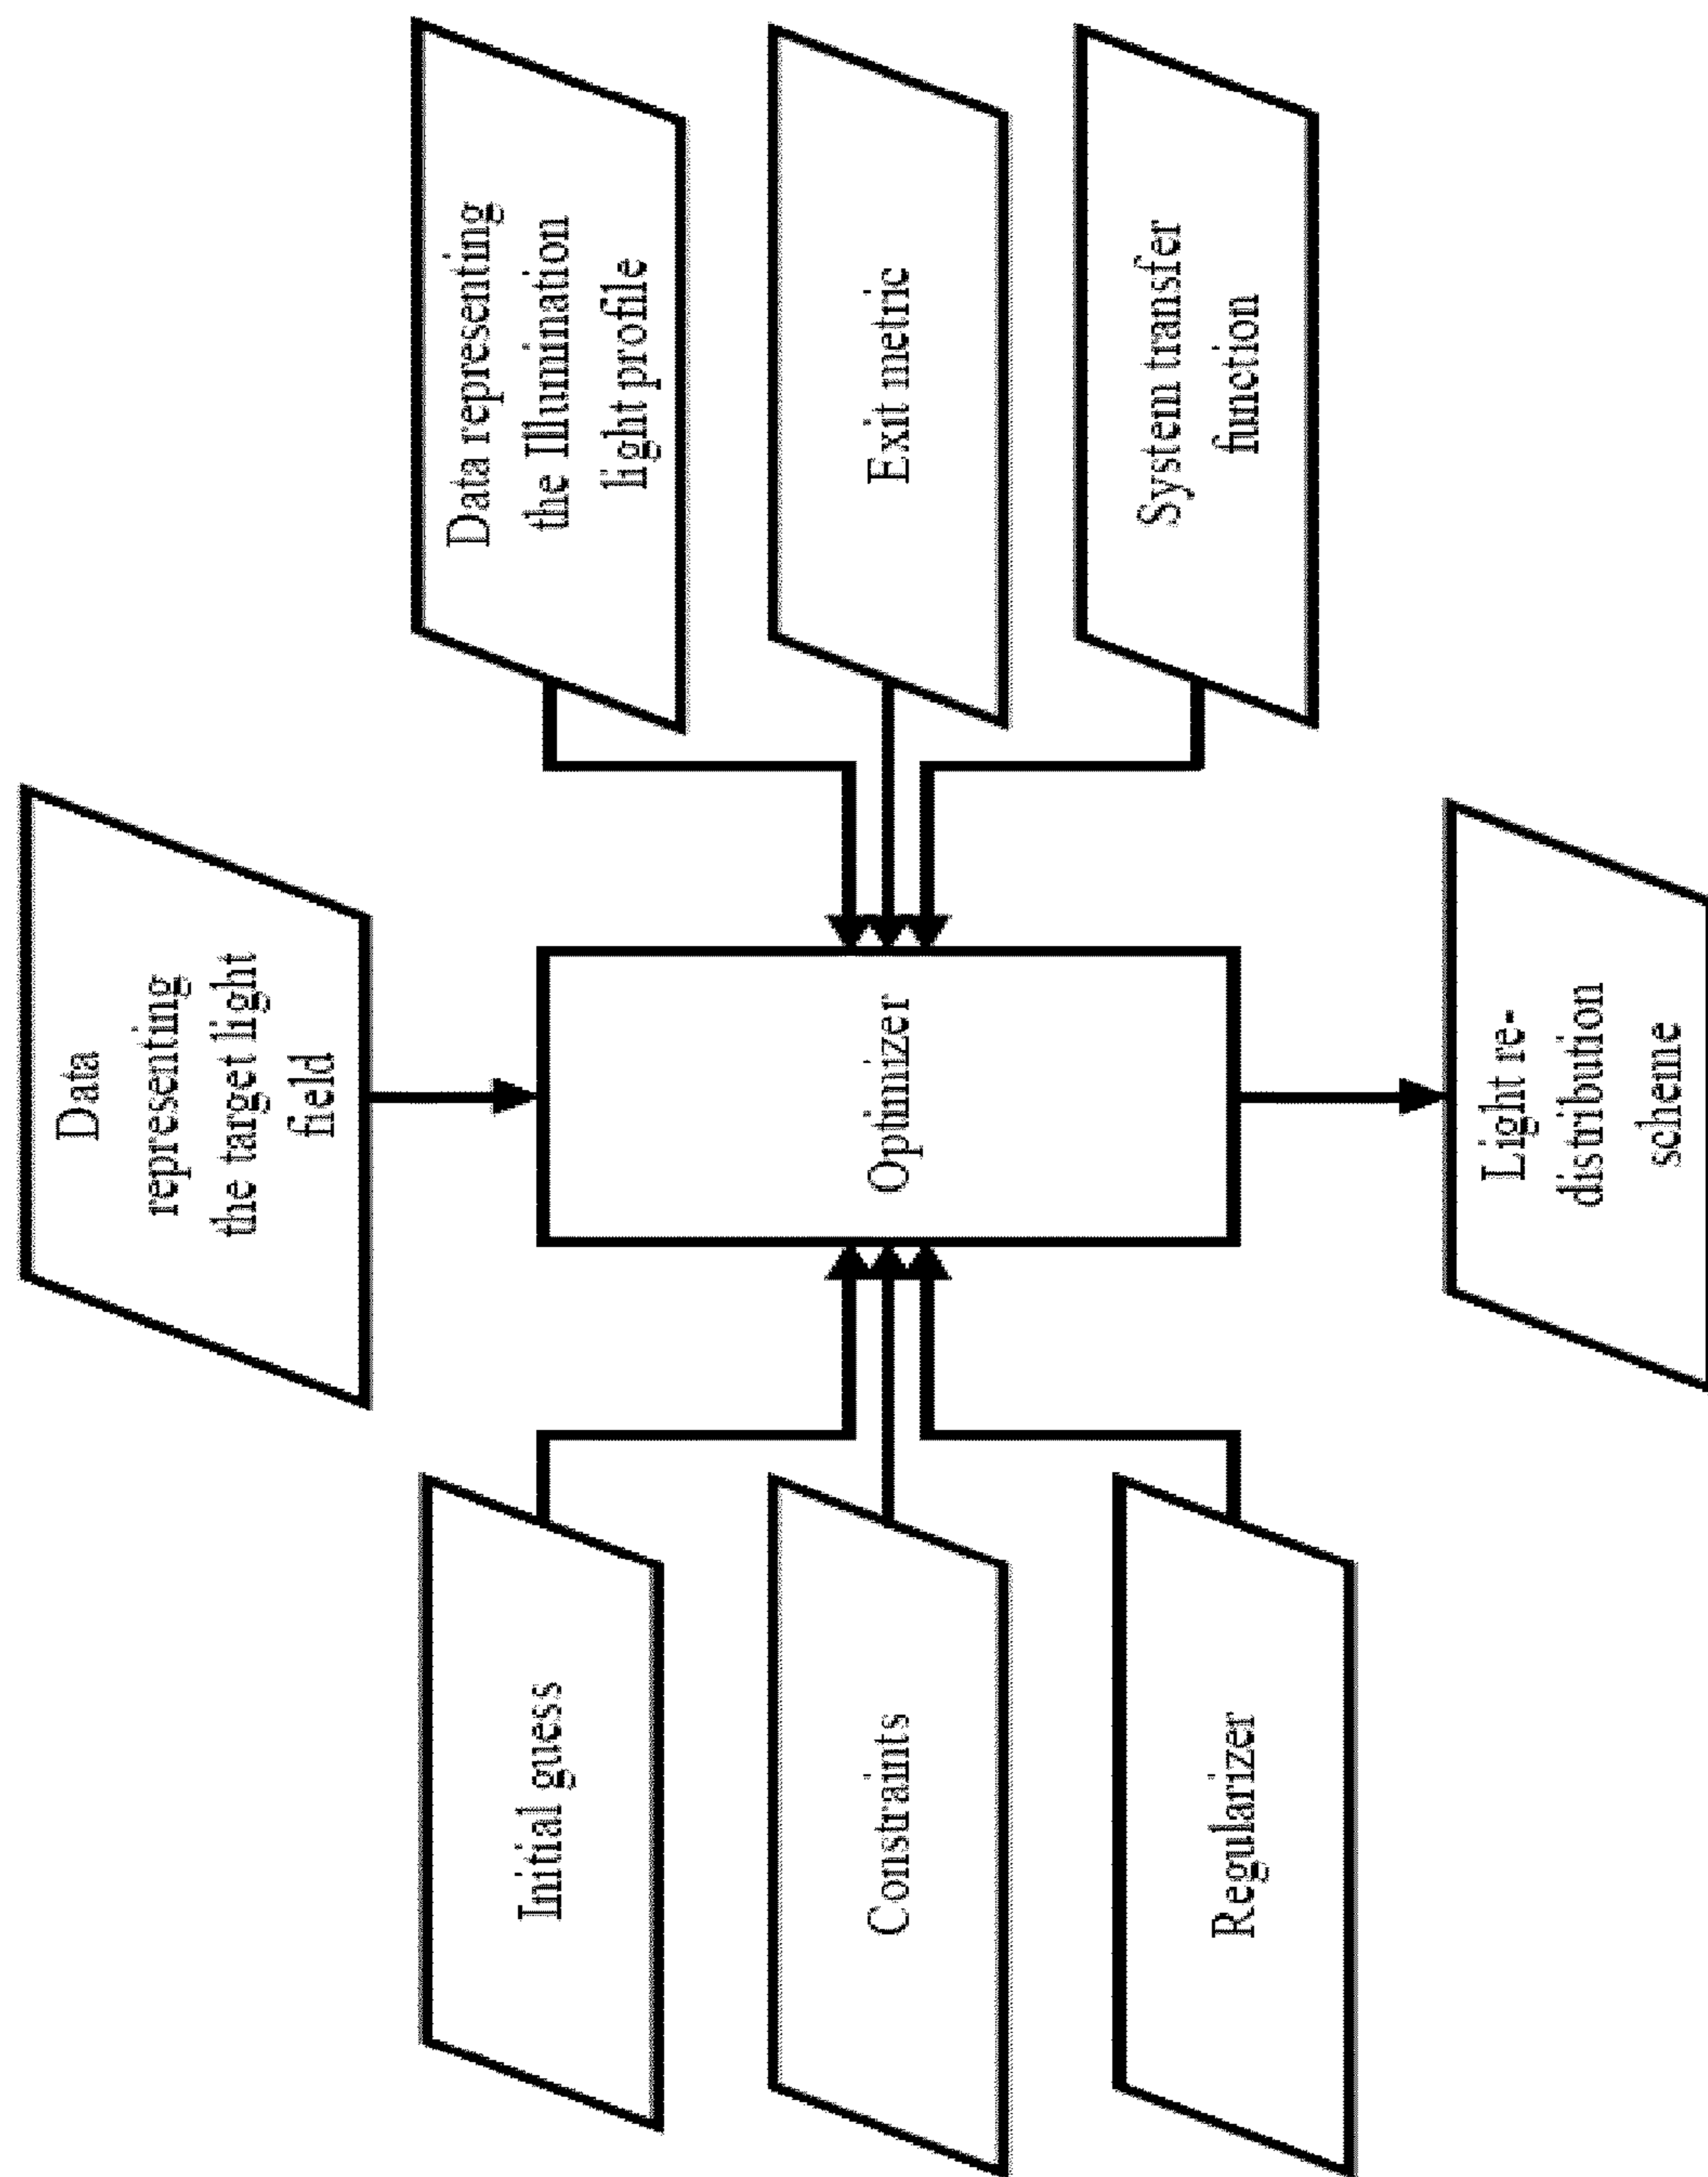 Data
representing
the target light
field
Initial guess
Data representing
the Illumination
light profile
Constraints
Optimizer
Exit metric
Regularizer
System transfer
function
Light re-
distribution
scheme